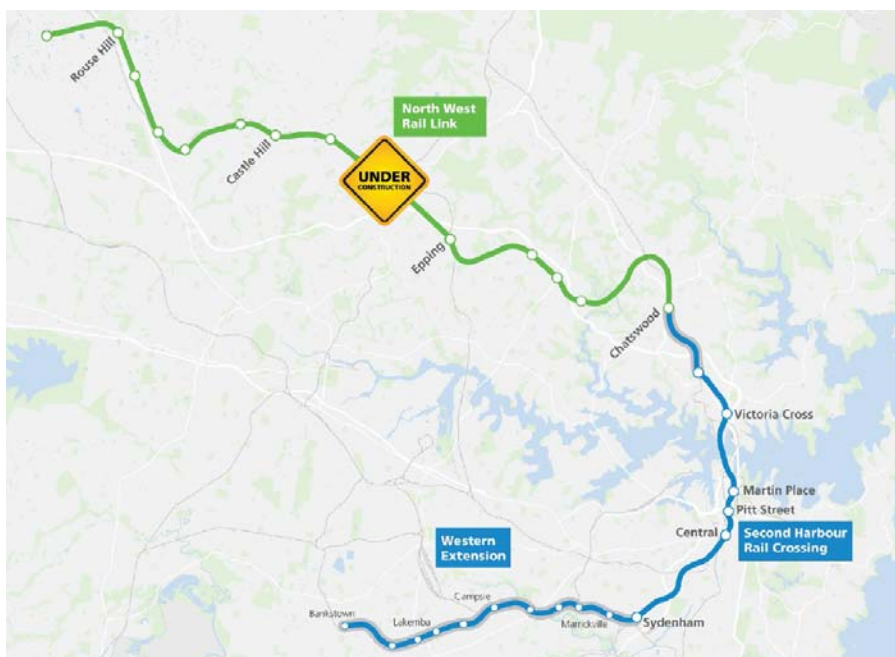 Rouse Hill
North West
Rail Link
Castle Hill
UNDER
CONSTRUCTION
Epping
Chatswood
Victoria Cross
Martin Place
Pitt Street
Central
Second Harbour
Rail Crossing
Western
Extension
Campsie
Bankstown
Lakemba
Marrickville
Sydenham